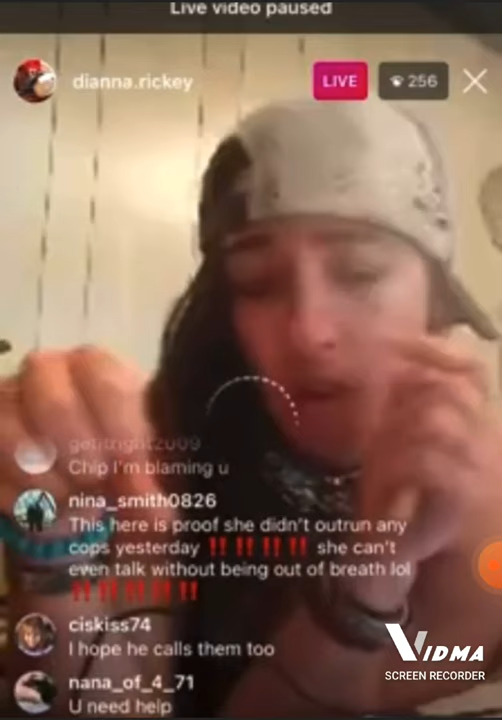 Live video paused
dianna.rickey
LIVE
256
getitright2009
Chip I'm blaming u
nina_smith0826
This here is proof she didn't outrun any
cops yesterday ‼️‼️‼️‼️ she can't
even talk without being out of breath lol
‼️‼️‼️‼️‼️
ciskiss74
I hope he calls them too
nana_of_4_71
U need help
VIDMA
SCREEN RECORDER